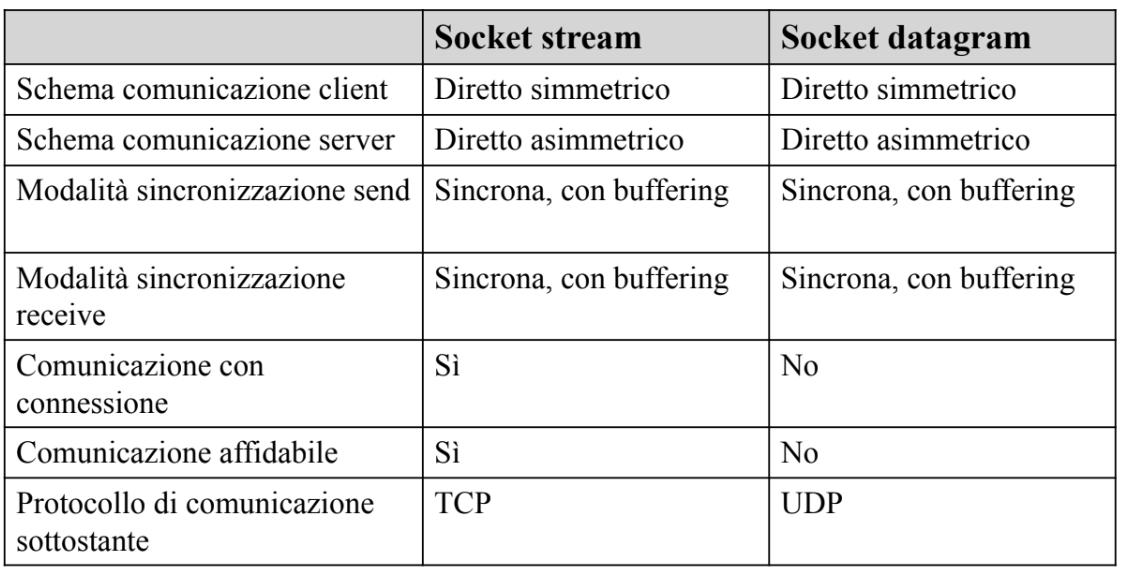 Socket stream Socket datagram
Schema comunicazione client Diretto simmetrico Diretto simmetrico
Schema comunicazione server Diretto asimmetrico Diretto asimmetrico
Modalità sincronizzazione send Sincrona, con buffering Sincrona, con buffering
Modalità sincronizzazione Sincrona, con buffering Sincrona, con buffering
receive
Comunicazione con Sì No
connessione
Comunicazione affidabile Sì No
Protocollo di comunicazione TCP UDP
sottostante